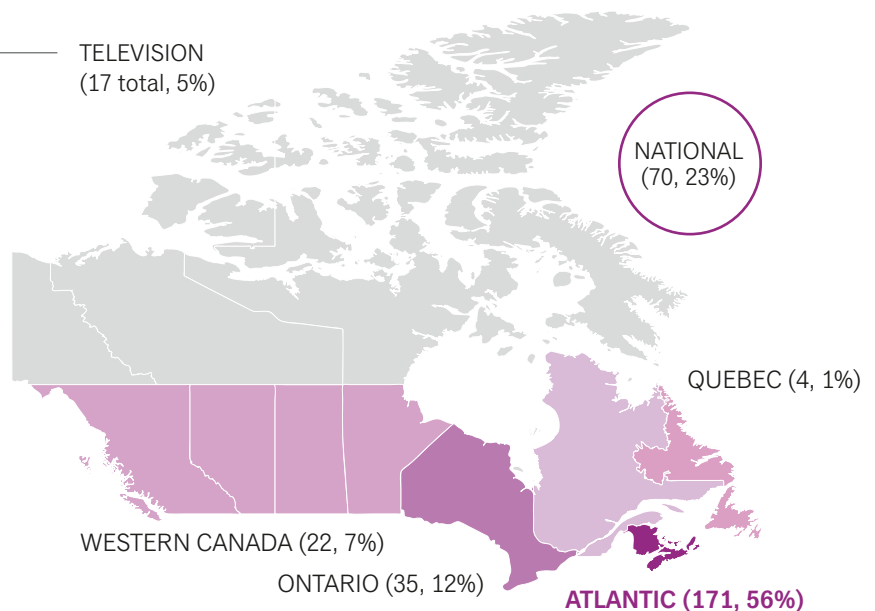 TELEVISION
(17 total, 5%)
NATIONAL
(70, 23%)
QUEBEC (4, 1%)
WESTERN CANADA (22, 7%)
ONTARIO (35, 12%)
ATLANTIC (171, 56%)